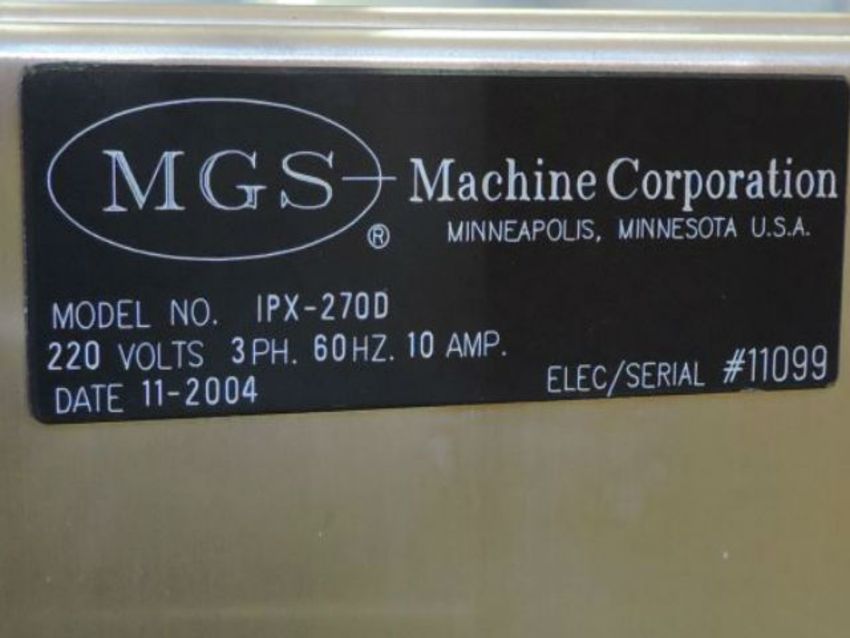 MGS
®
Machine Corporation
MINNEAPOLIS, MINNESOTA U.S.A.
MODEL NO. IPX-270D
220 VOLTS 3PH. 60HZ. 10 AMP.
DATE 11-2004
ELEC/SERIAL #11099